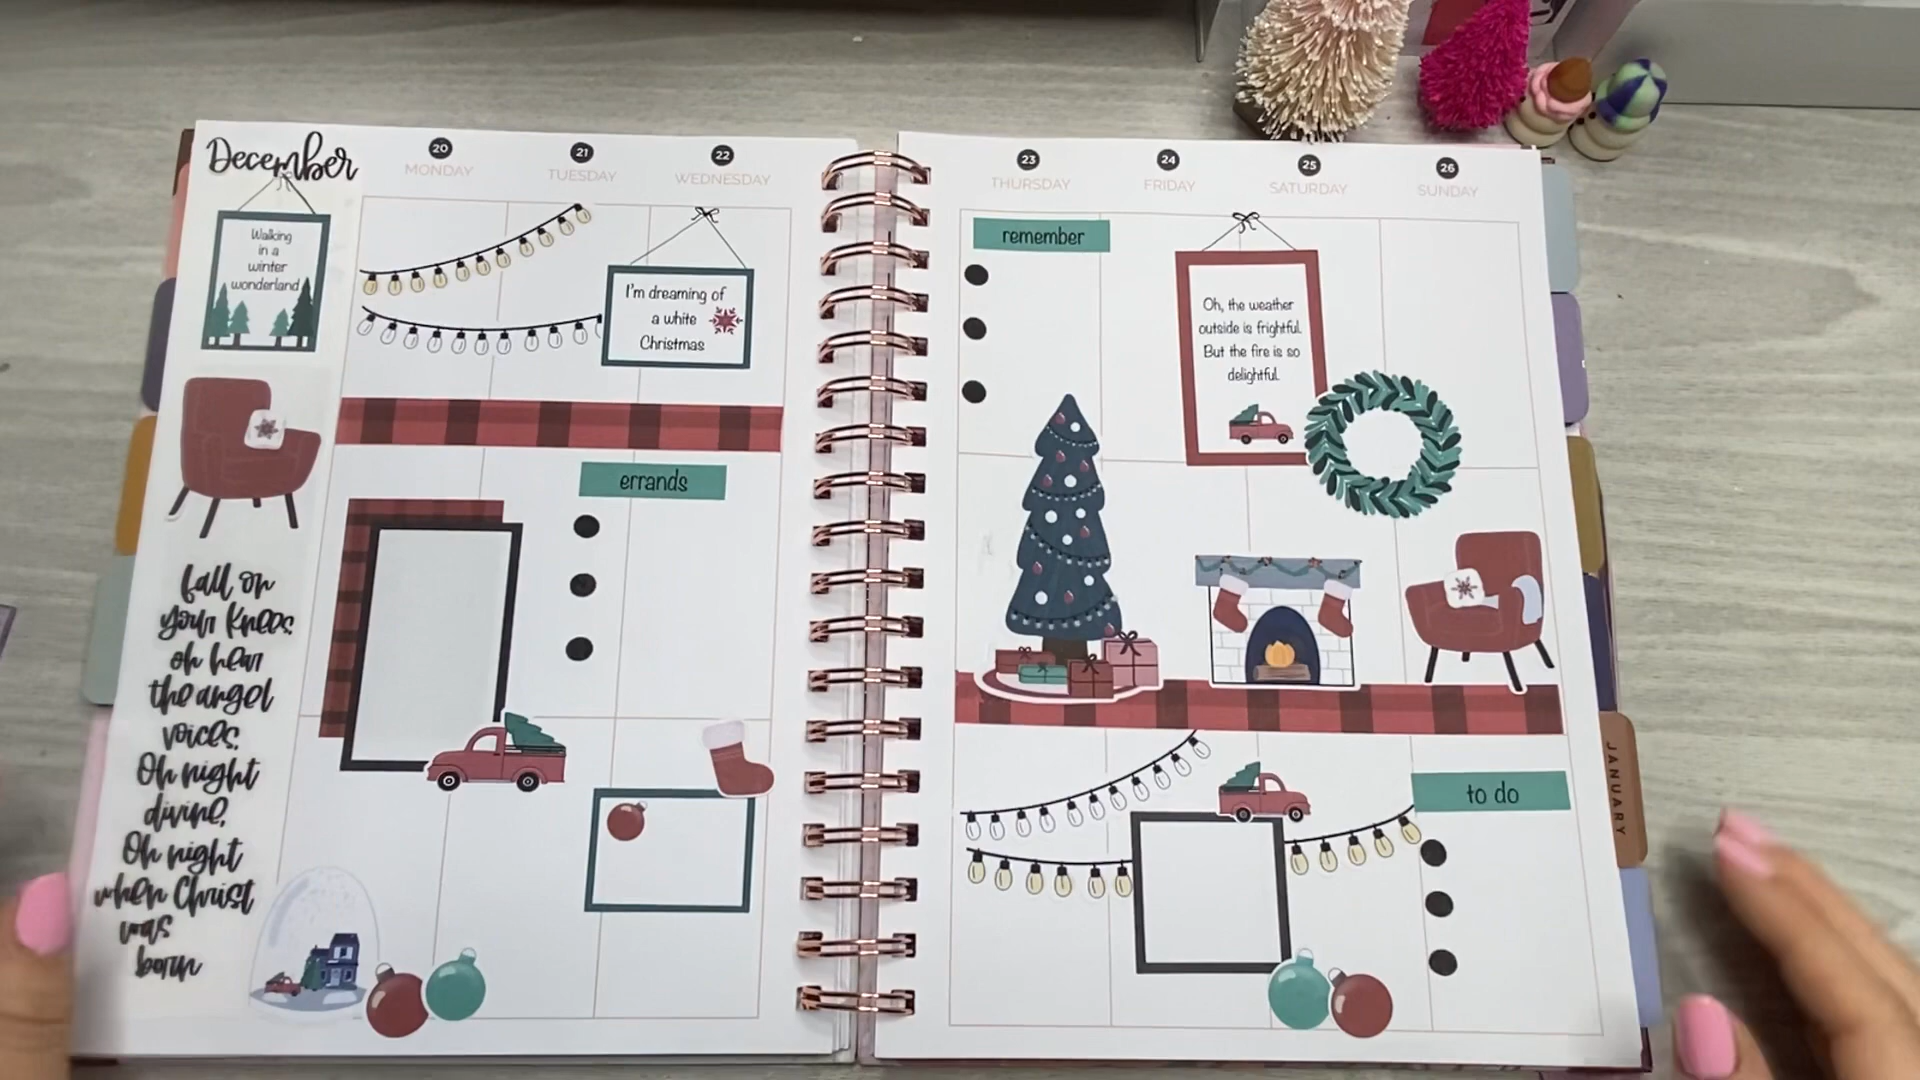 December
20
MONDAY
21
TUESDAY
22
WEDNESDAY
Walking
in a
winter
wonderland
I'm dreaming of
a white
Christmas
errands
fall on
your knees,
oh hear
the angel
voices,
Oh night
divine,
Oh night
when Christ
was
born
23
THURSDAY
24
FRIDAY
25
SATURDAY
26
SUNDAY
remember
Oh, the weather
outside is frightful.
But the fire is so
delightful.
to do
JANUARY